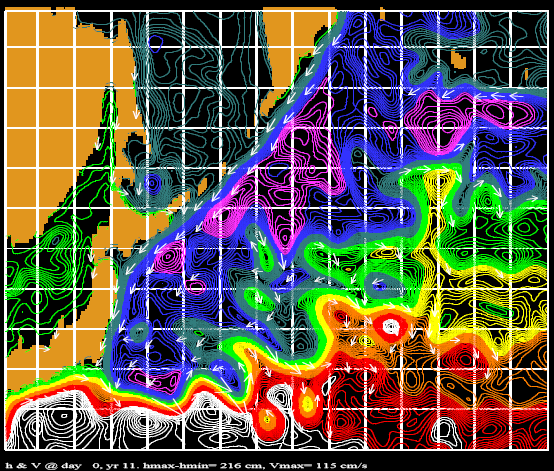 h & V @ day 0, yr 11. hmax-hmin= 216 cm, Vmax= 115 cm/s